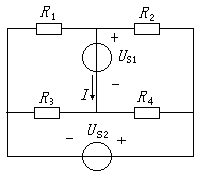 R1 R2
+
US1
−
I
R3 R4
− US2 +